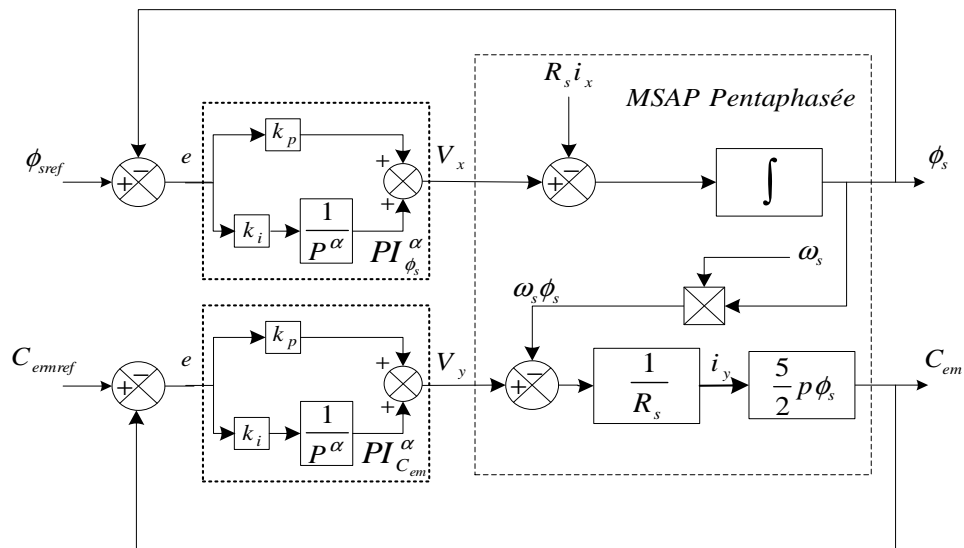 R_s i_x
MSAP Pentaphasée
ϕ_sref
+
−
e
k_p
k_i
1/P^α
+
+
PI^α_ϕs
V_x
+
−
∫
ϕ_s
ω_s
ω_s ϕ_s
C_emref
+
−
e
k_p
k_i
1/P^α
+
+
PI^α_Cem
V_y
+
−
1/R_s
i_y
5/2 pϕ_s
C_em